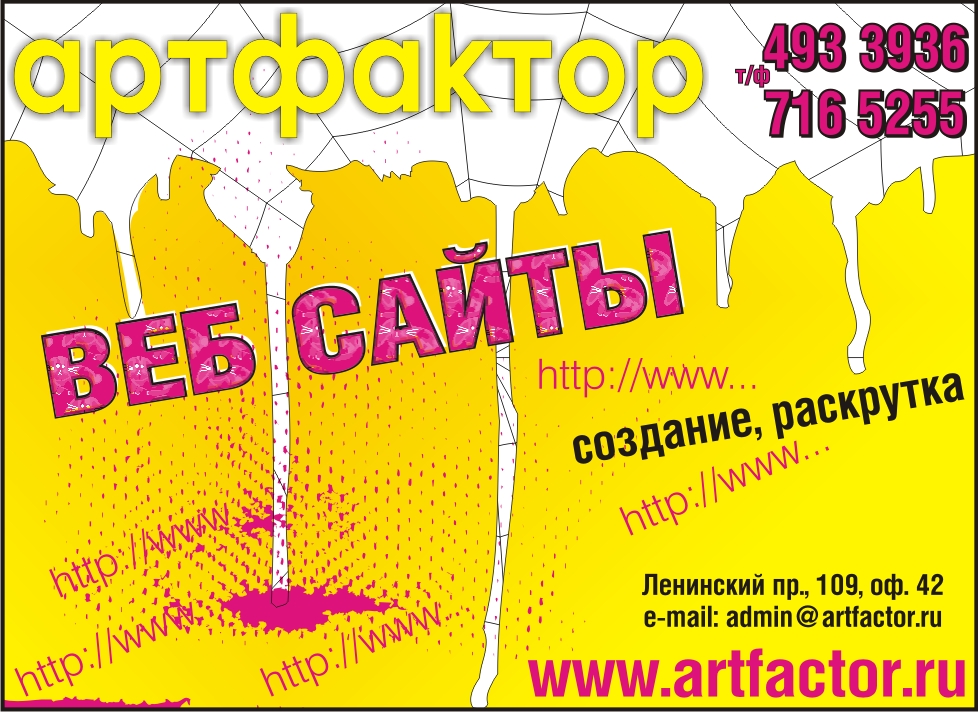 артфактор
493 3936
т/ф
716 5255
ВЕБ САЙТЫ
http://www...
создание, раскрутка
http://www...
http://www
Ленинский пр., 109, оф. 42
e-mail: admin@artfactor.ru
http://www.
http://www.
www.artfactor.ru